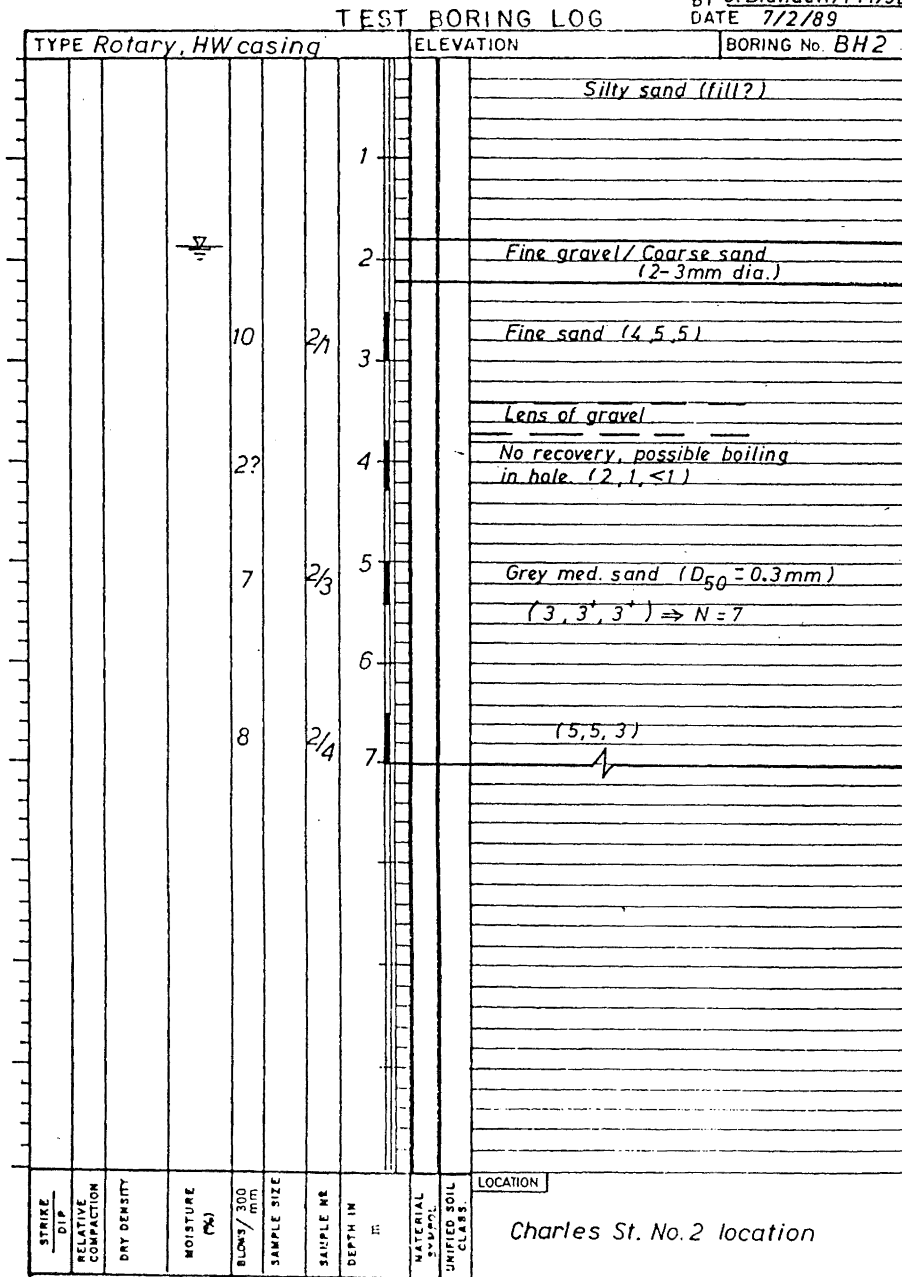 TEST BORING LOG
BY
DATE 7/2/89
TYPE Rotary, HW casing
ELEVATION
BORING No. BH2
Silty sand (fill?)
1
2
Fine gravel / Coarse sand
(2-3mm dia.)
10 2/1 3
Fine sand (4,5,5)
Lens of gravel
2? 4
No recovery, possible boiling
in hole. (2,1,<1)
7 2/3 5
Grey med. sand (D50 = 0.3mm)
(3, 3+, 3+) ⇒ N = 7
6
8 2/4 7
(5,5,3)
STRIKE
DIP
RELATIVE
COMPACTION
DRY DENSITY
MOISTURE
(%)
BLOWS/300
mm
SAMPLE SIZE
SAMPLE NR
DEPTH IN
m
MATERIAL
SYMBOL
UNIFIED SOIL
CLASS.
LOCATION
Charles St. No.2 location